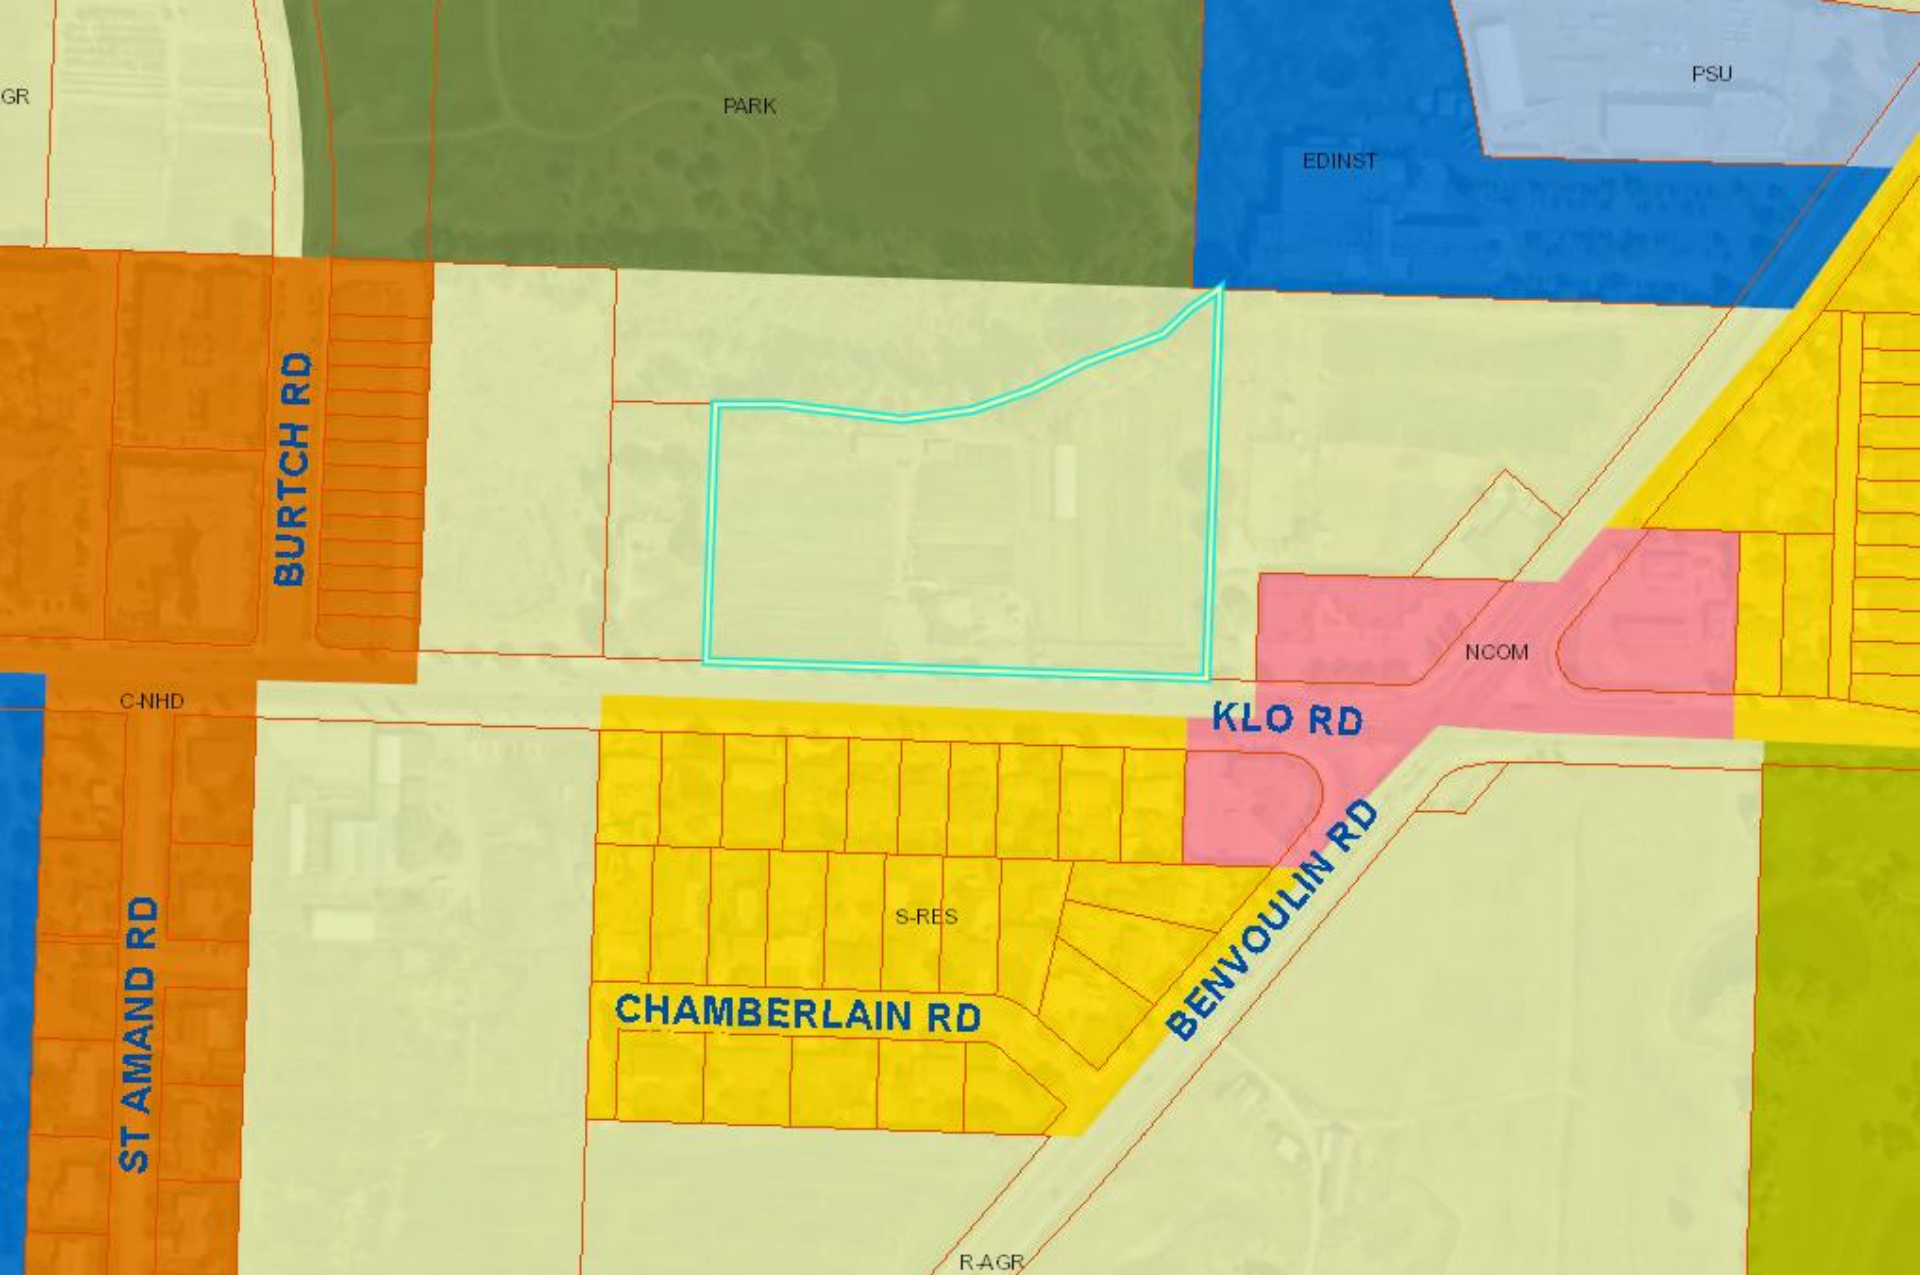 PSU
GR
PARK
EDINST
BURTCH RD
NCOM
C-NHD
KLO RD
BENVOULIN RD
S-RES
ST AMAND RD
CHAMBERLAIN RD
R-AGR